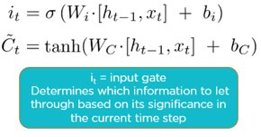 i_t = σ (W_i·[h_{t−1}, x_t] + b_i)
C̃_t = tanh(W_C·[h_{t−1}, x_t] + b_C)
i_t = input gate
Determines which information to let
through based on its significance in
the current time step